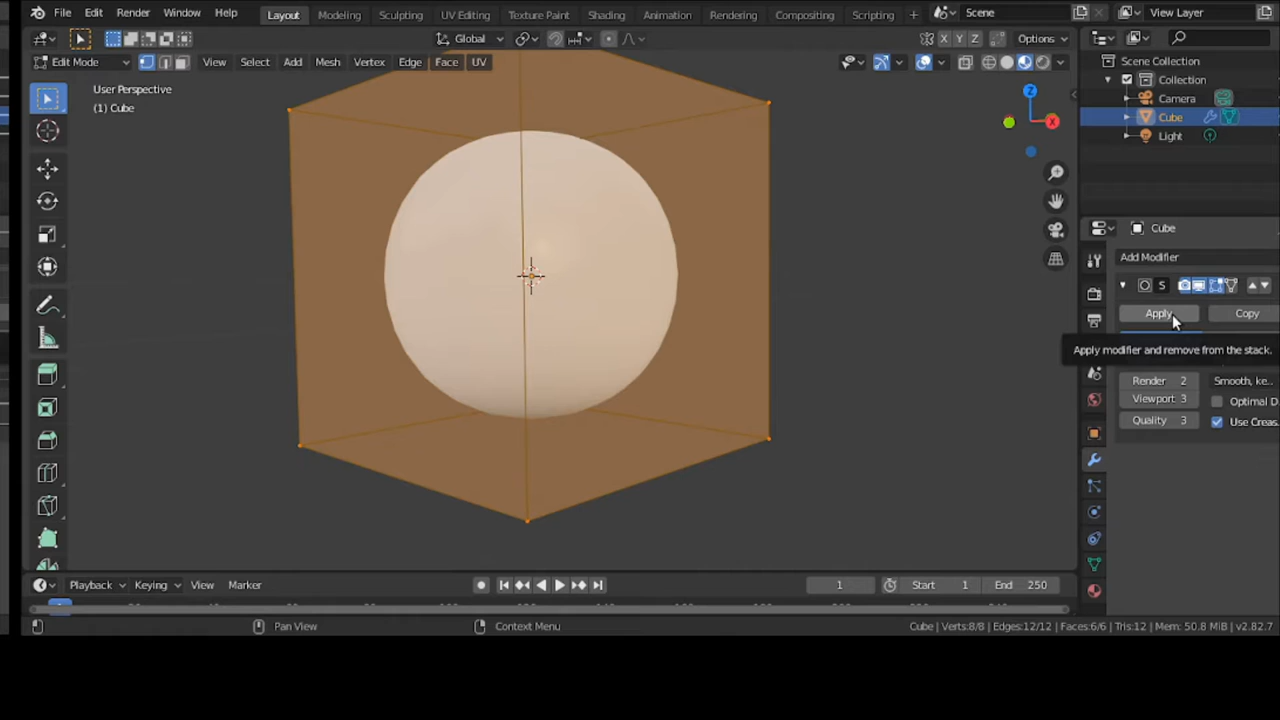 File Edit Render Window Help Layout Modeling Sculpting UV Editing Texture Paint Shading Animation Rendering Compositing Scripting + Scene View Layer
Global X Y Z Options
Edit Mode View Select Add Mesh Vertex Edge Face UV
Scene Collection
Collection
Camera
Cube
Light
User Perspective
(1) Cube
Z
X
Cube
Add Modifier
S
Apply Copy
Apply modifier and remove from the stack.
Render 2 Smooth, ke..
Viewport 3 Optimal D
Quality 3 Use Creas
Playback Keying View Marker 1 Start 1 End 250
Pan View Context Menu Cube | Verts:8/8 | Edges:12/12 | Faces:6/6 | Tris:12 | Mem: 50.8 MiB | v2.82.7